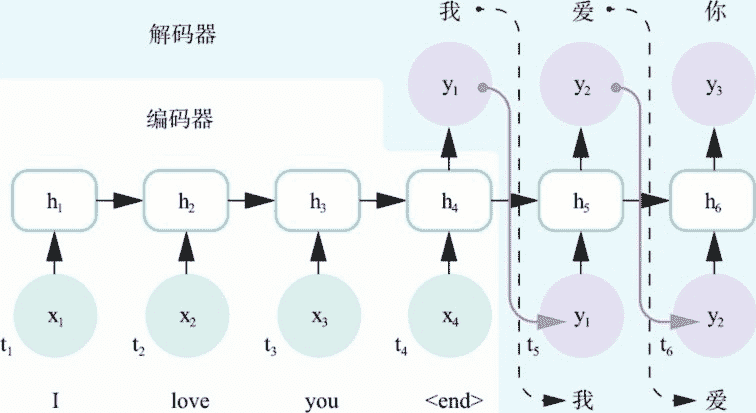 我 爱 你
解码器
y₁ y₂ y₃
编码器
h₁ h₂ h₃ h₄ h₅ h₆
x₁ x₂ x₃ x₄ y₁ y₂
t₁ t₂ t₃ t₄ t₅ t₆
I love you <end> 我 爱